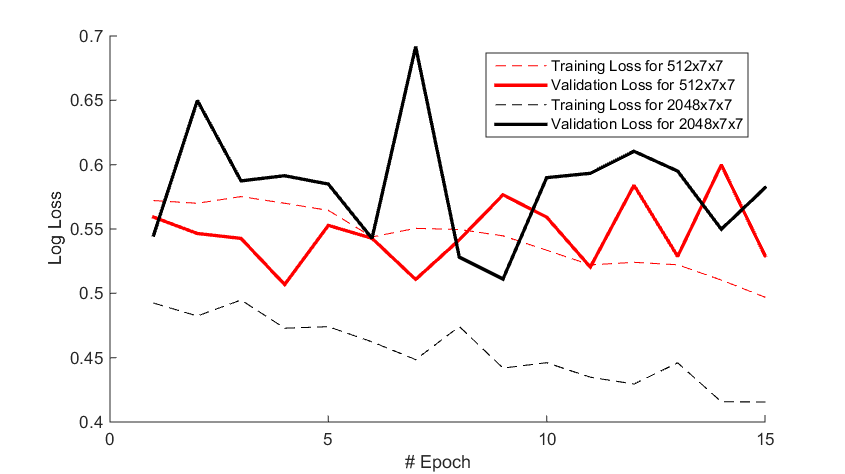 0.7
0.65
0.6
0.55
0.5
0.45
0.4
Log Loss
Training Loss for 512x7x7
Validation Loss for 512x7x7
Training Loss for 2048x7x7
Validation Loss for 2048x7x7
0 5 10 15
# Epoch